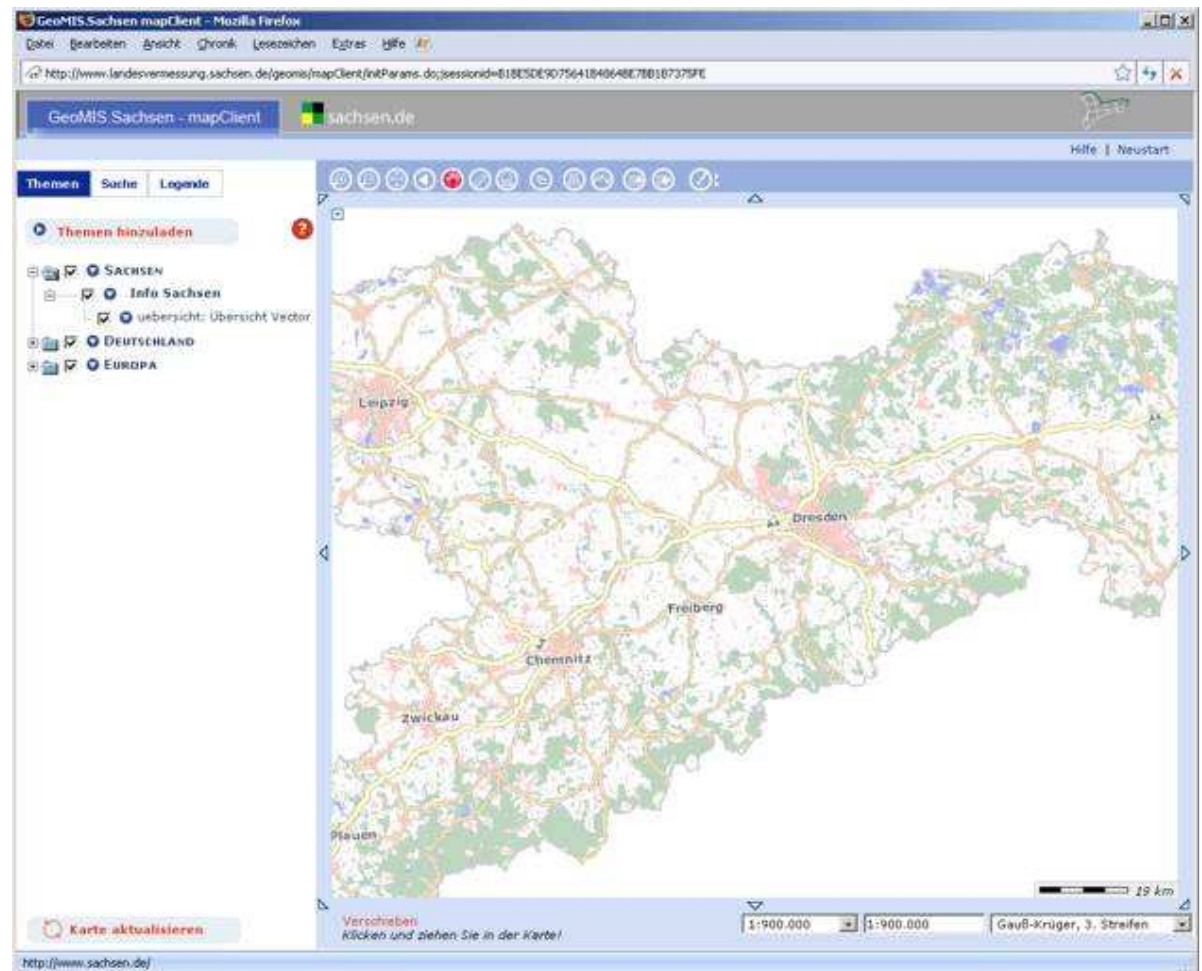 GeoMIS.Sachsen mapClient - Mozilla Firefox
Datei Bearbeiten Ansicht Chronik Lesezeichen Extras Hilfe
GeoMIS.Sachsen - mapClient sachsen.de
Hilfe | Neustart
Themen Suche Legende
Themen hinzuladen ?
SACHSEN
Info Sachsen
uebersicht: Übersicht Vector
DEUTSCHLAND
EUROPA
Leipzig
A4
Dresden
A4
Freiberg
Chemnitz
Zwickau
Plauen
19 km
Karte aktualisieren
Verschieben
Klicken und ziehen Sie in der Karte!
1:900.000 1:900.000 Gauß-Krüger, 3. Streifen
http://www.sachsen.de/